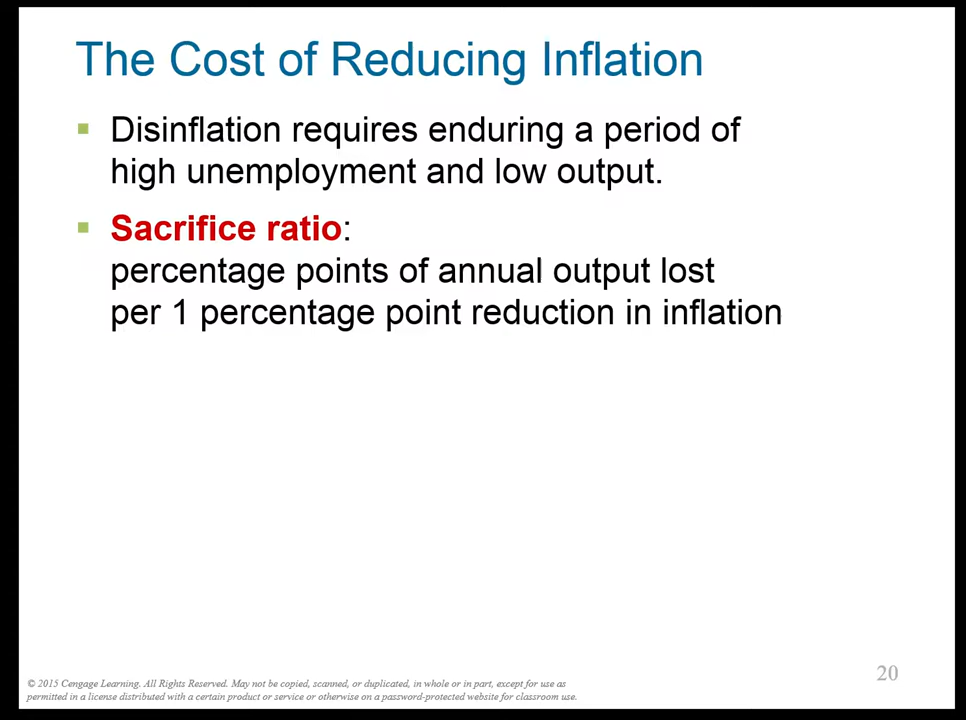 The Cost of Reducing Inflation
▪ Disinflation requires enduring a period of
high unemployment and low output.
▪ Sacrifice ratio:
percentage points of annual output lost
per 1 percentage point reduction in inflation
20
© 2015 Cengage Learning. All Rights Reserved. May not be copied, scanned, or duplicated, in whole or in part, except for use as
permitted in a license distributed with a certain product or service or otherwise on a password-protected website for classroom use.